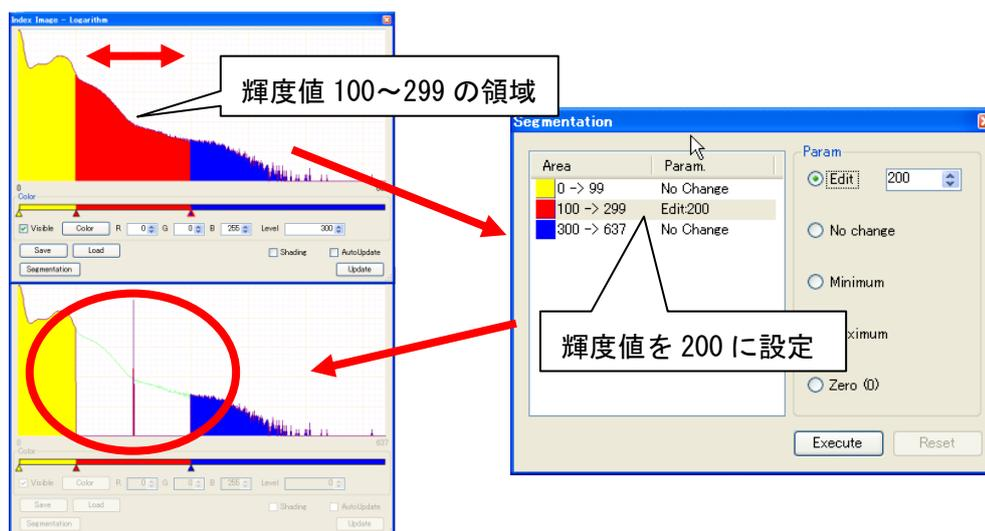 Index Image - Logarithm
輝度値 100～299 の領域
0
Color
Visible Color R 0 G 0 B 255 Level 300
Save Load Shading AutoUpdate
Segmentation Update
0 637
Color
Visible Color R 0 G 0 B 255 Level 0
Save Load Shading AutoUpdate
Segmentation Update
Segmentation
Area Param.
0 -> 99 No Change
100 -> 299 Edit:200
300 -> 637 No Change
Param
Edit 200
No change
Minimum
ximum
Zero (0)
Execute Reset
輝度値を 200 に設定